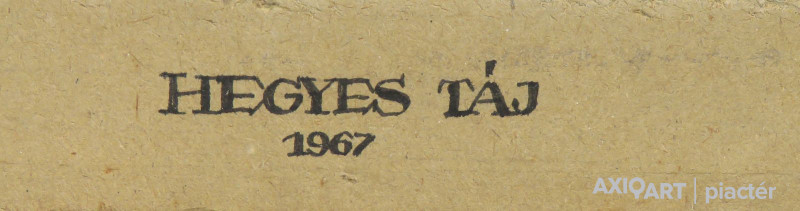 HEGYES TÁJ
1967
AXIOART | piactér